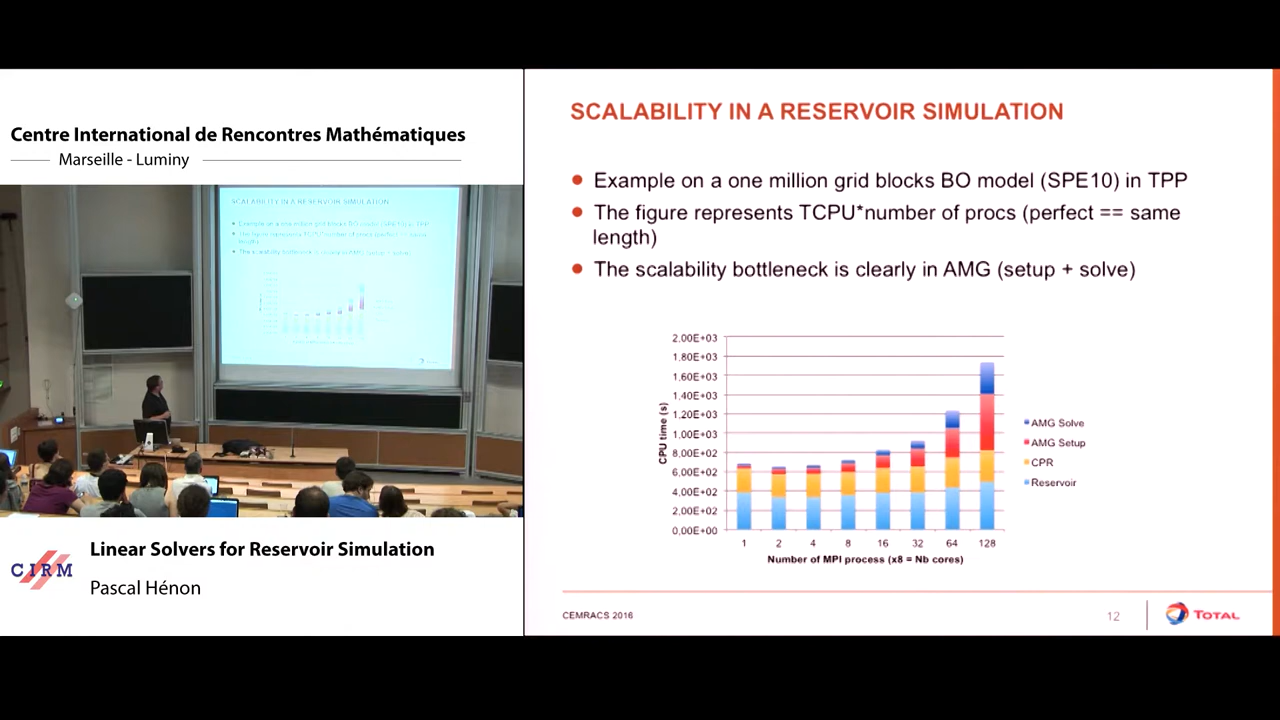 Centre International de Rencontres Mathématiques
Marseille - Luminy
SCALABILITY IN A RESERVOIR SIMULATION
Linear Solvers for Reservoir Simulation
Pascal Hénon
CIRM
SCALABILITY IN A RESERVOIR SIMULATION
Example on a one million grid blocks BO model (SPE10) in TPP
The figure represents TCPU*number of procs (perfect == same
length)
The scalability bottleneck is clearly in AMG (setup + solve)
CPU time (s)
2,00E+03
1,80E+03
1,60E+03
1,40E+03
1,20E+03
1,00E+03
8,00E+02
6,00E+02
4,00E+02
2,00E+02
0,00E+00
1 2 4 8 16 32 64 128
Number of MPI process (x8 = Nb cores)
AMG Solve
AMG Setup
CPR
Reservoir
CEMRACS 2016
12
TOTAL